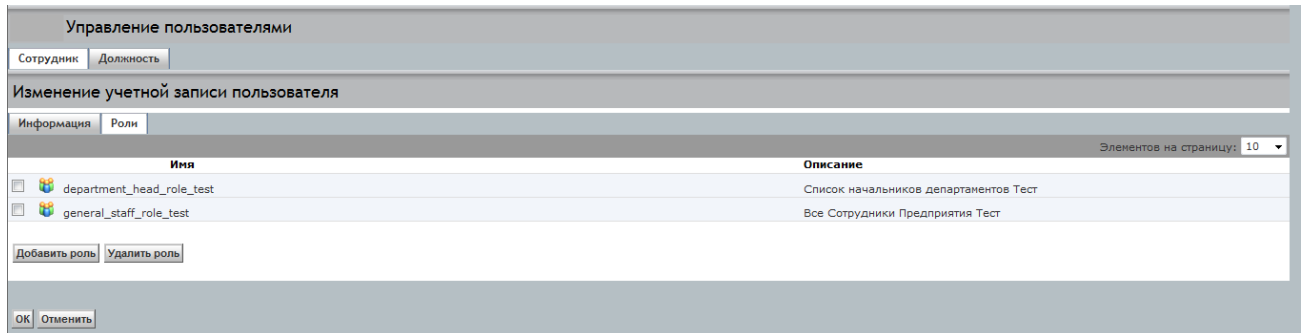 Управление пользователями
Сотрудник Должность
Изменение учетной записи пользователя
Информация Роли
Элементов на страницу: 10
Имя Описание
department_head_role_test Список начальников департаментов Тест
general_staff_role_test Все Сотрудники Предприятия Тест
Добавить роль Удалить роль
ОК Отменить